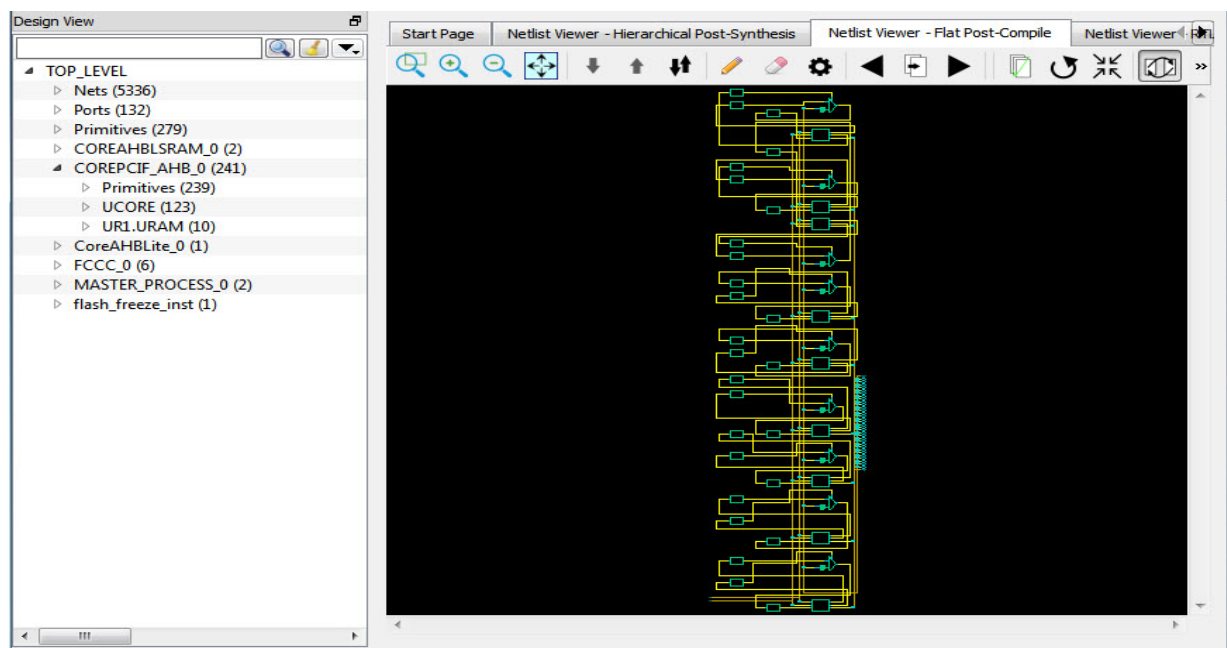 Design View
Start Page
Netlist Viewer - Hierarchical Post-Synthesis
Netlist Viewer - Flat Post-Compile
Netlist Viewer
TOP_LEVEL
Nets (5336)
Ports (132)
Primitives (279)
COREAHBLSRAM_0 (2)
COREPCIF_AHB_0 (241)
Primitives (239)
UCORE (123)
UR1.URAM (10)
CoreAHBLite_0 (1)
FCCC_0 (6)
MASTER_PROCESS_0 (2)
flash_freeze_inst (1)